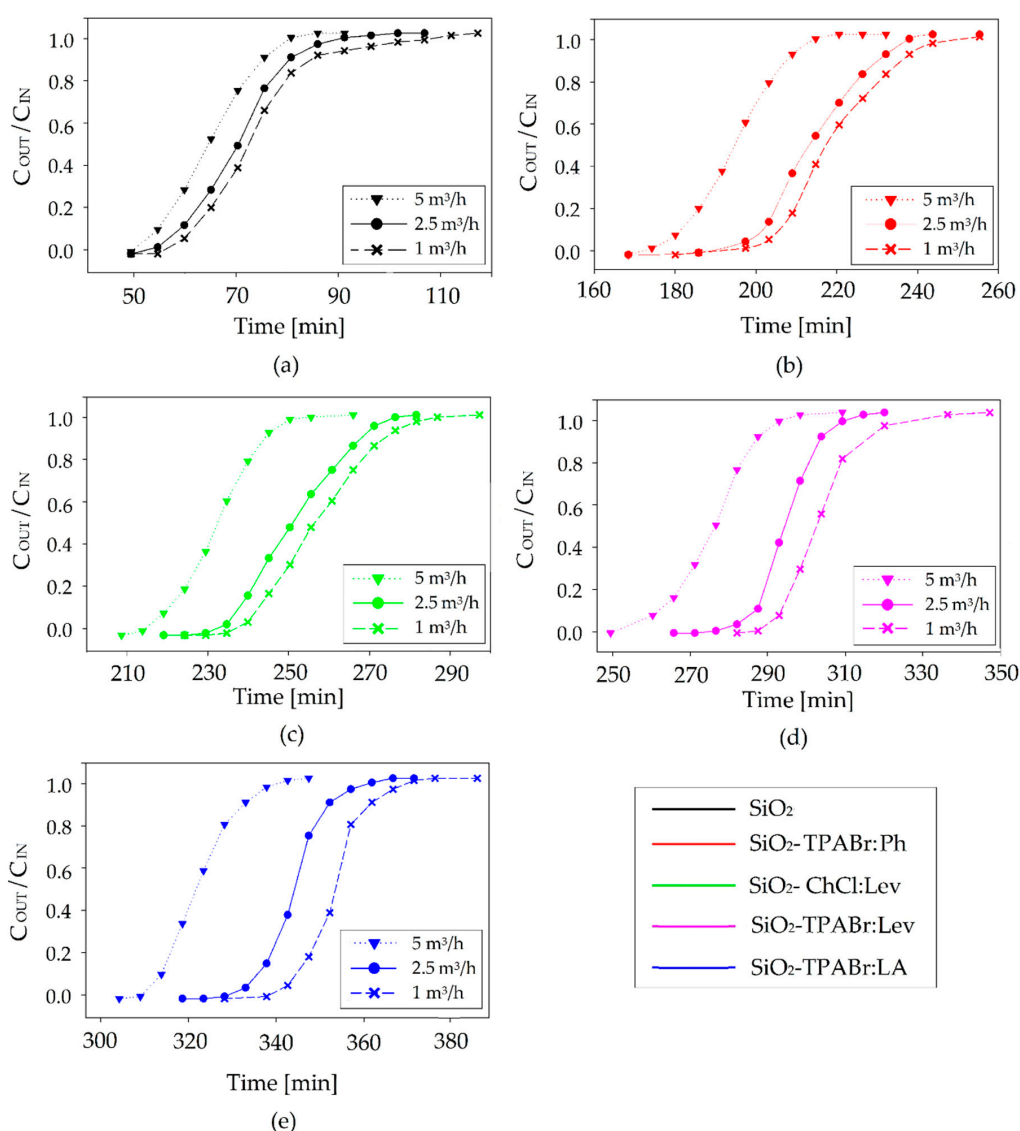 1.0
0.8
0.6
0.4
0.2
0.0
COUT/CIN
5 m³/h
2.5 m³/h
1 m³/h
50 70 90 110
Time [min]
(a)
1.0
0.8
0.6
0.4
0.2
0.0
COUT/CIN
5 m³/h
2.5 m³/h
1 m³/h
160 180 200 220 240 260
Time [min]
(b)
1.0
0.8
0.6
0.4
0.2
0.0
COUT/CIN
5 m³/h
2.5 m³/h
1 m³/h
210 230 250 270 290
Time [min]
(c)
1.0
0.8
0.6
0.4
0.2
0.0
COUT/CIN
5 m³/h
2.5 m³/h
1 m³/h
250 270 290 310 330 350
Time [min]
(d)
1.0
0.8
0.6
0.4
0.2
0.0
COUT/CIN
5 m³/h
2.5 m³/h
1 m³/h
300 320 340 360 380
Time [min]
(e)
SiO₂
SiO₂-TPABr:Ph
SiO₂- ChCl:Lev
SiO₂-TPABr:Lev
SiO₂-TPABr:LA